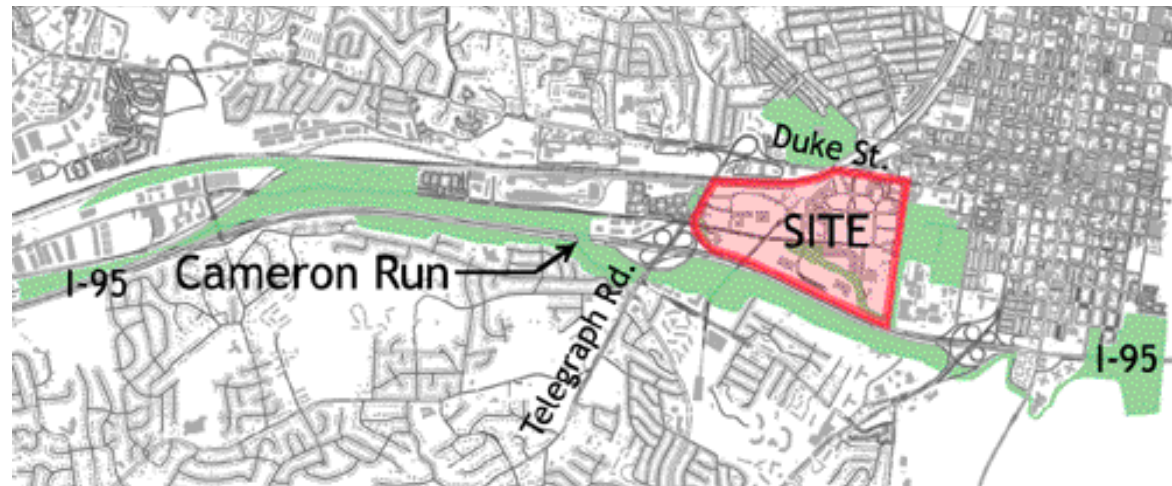 Duke St.
SITE
I-95
Cameron Run
Telegraph Rd.
I-95